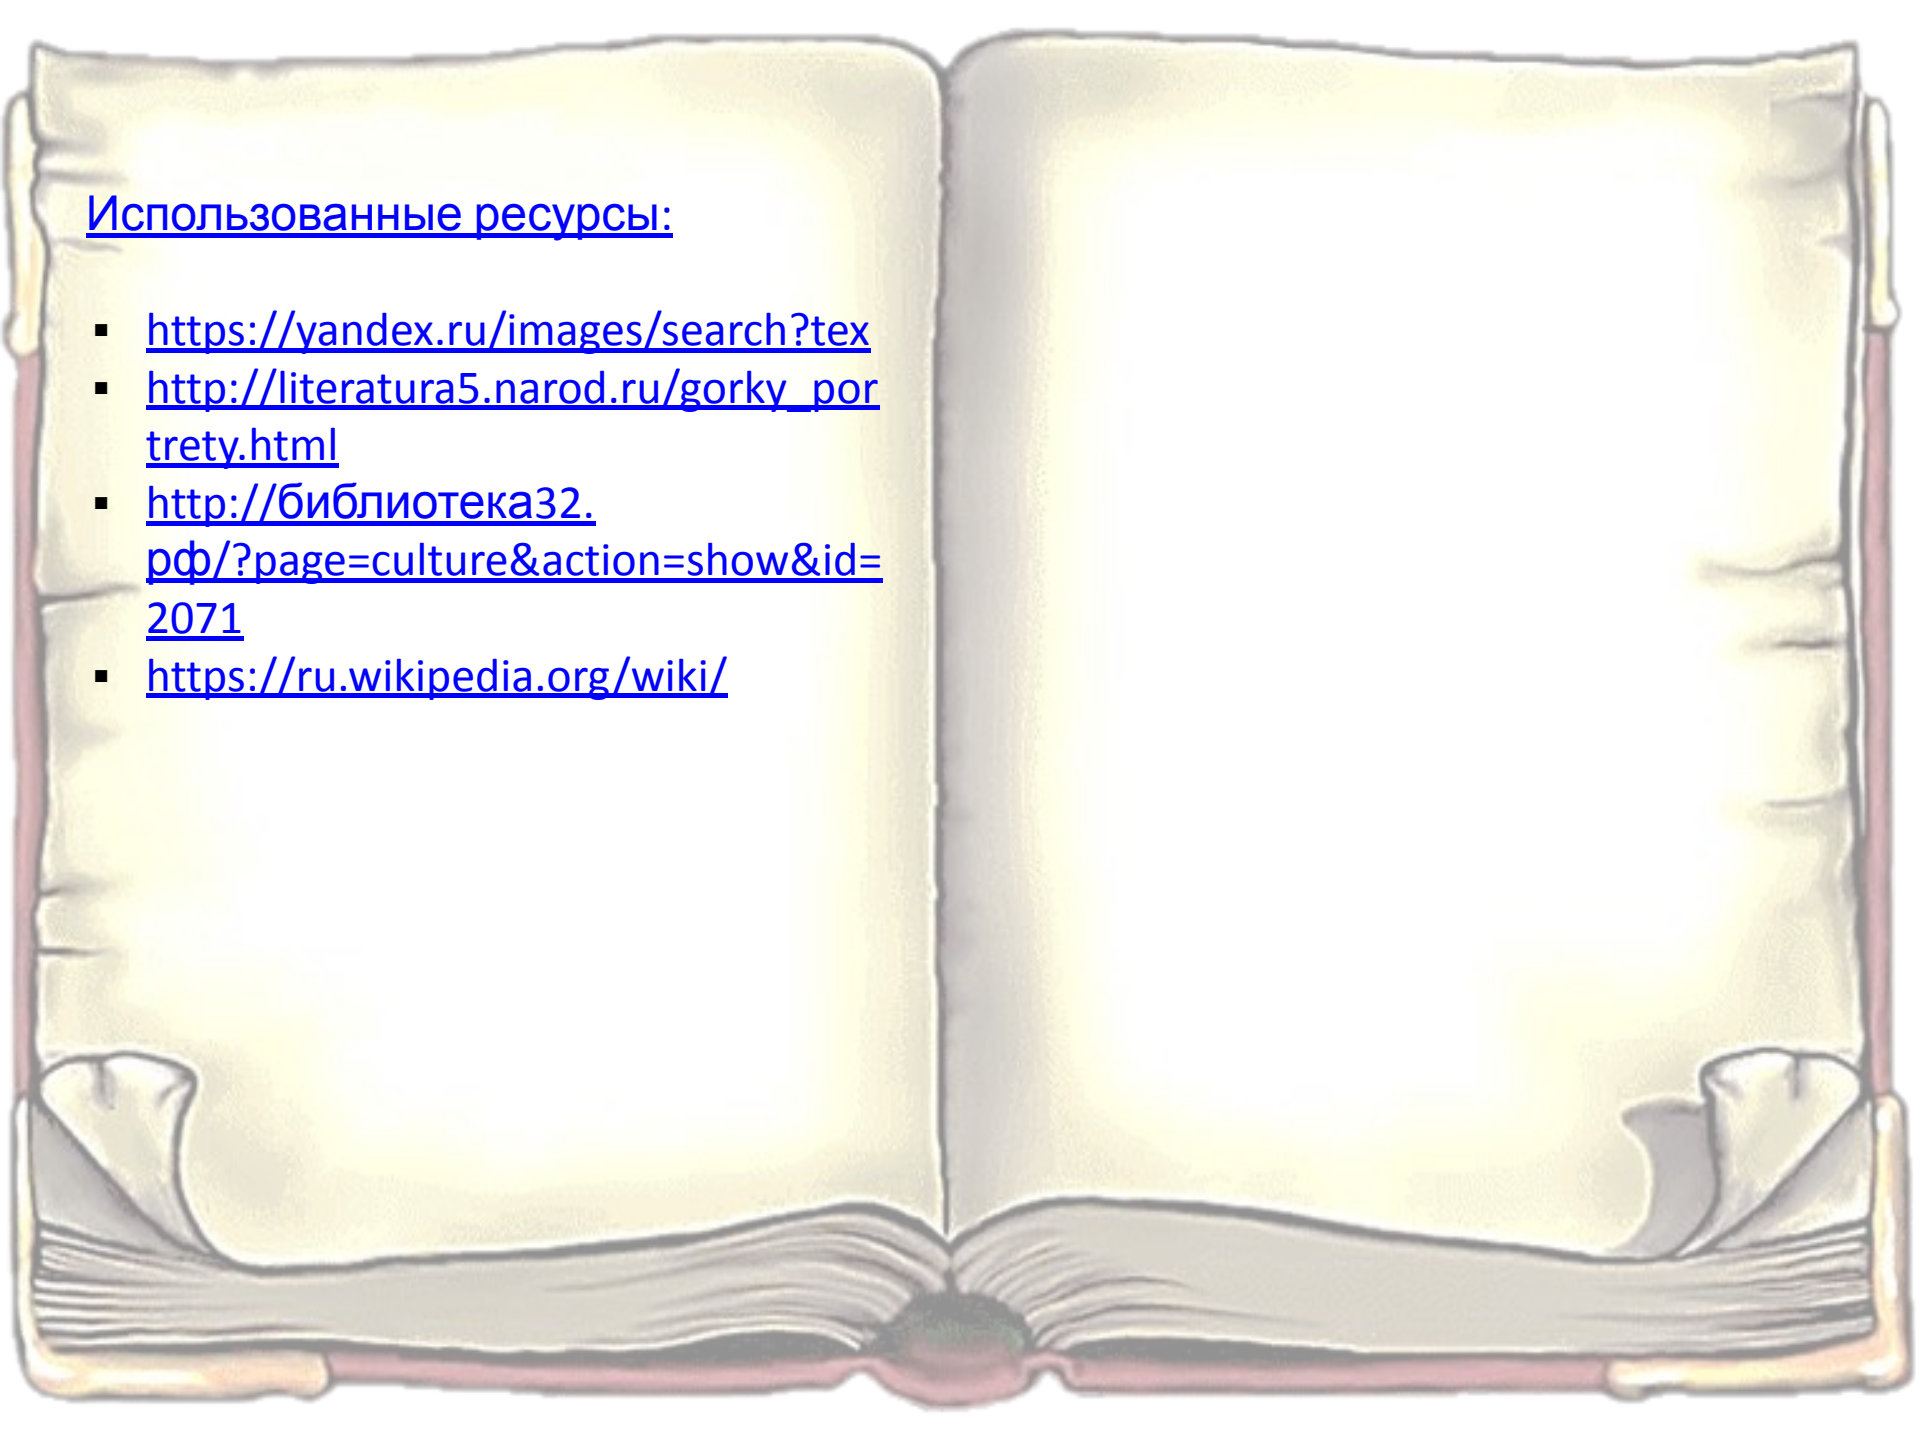 Использованные ресурсы:
▪ https://yandex.ru/images/search?tex
▪ http://literatura5.narod.ru/gorky_por
trety.html
▪ http://библиотека32.
рф/?page=culture&action=show&id=
2071
▪ https://ru.wikipedia.org/wiki/